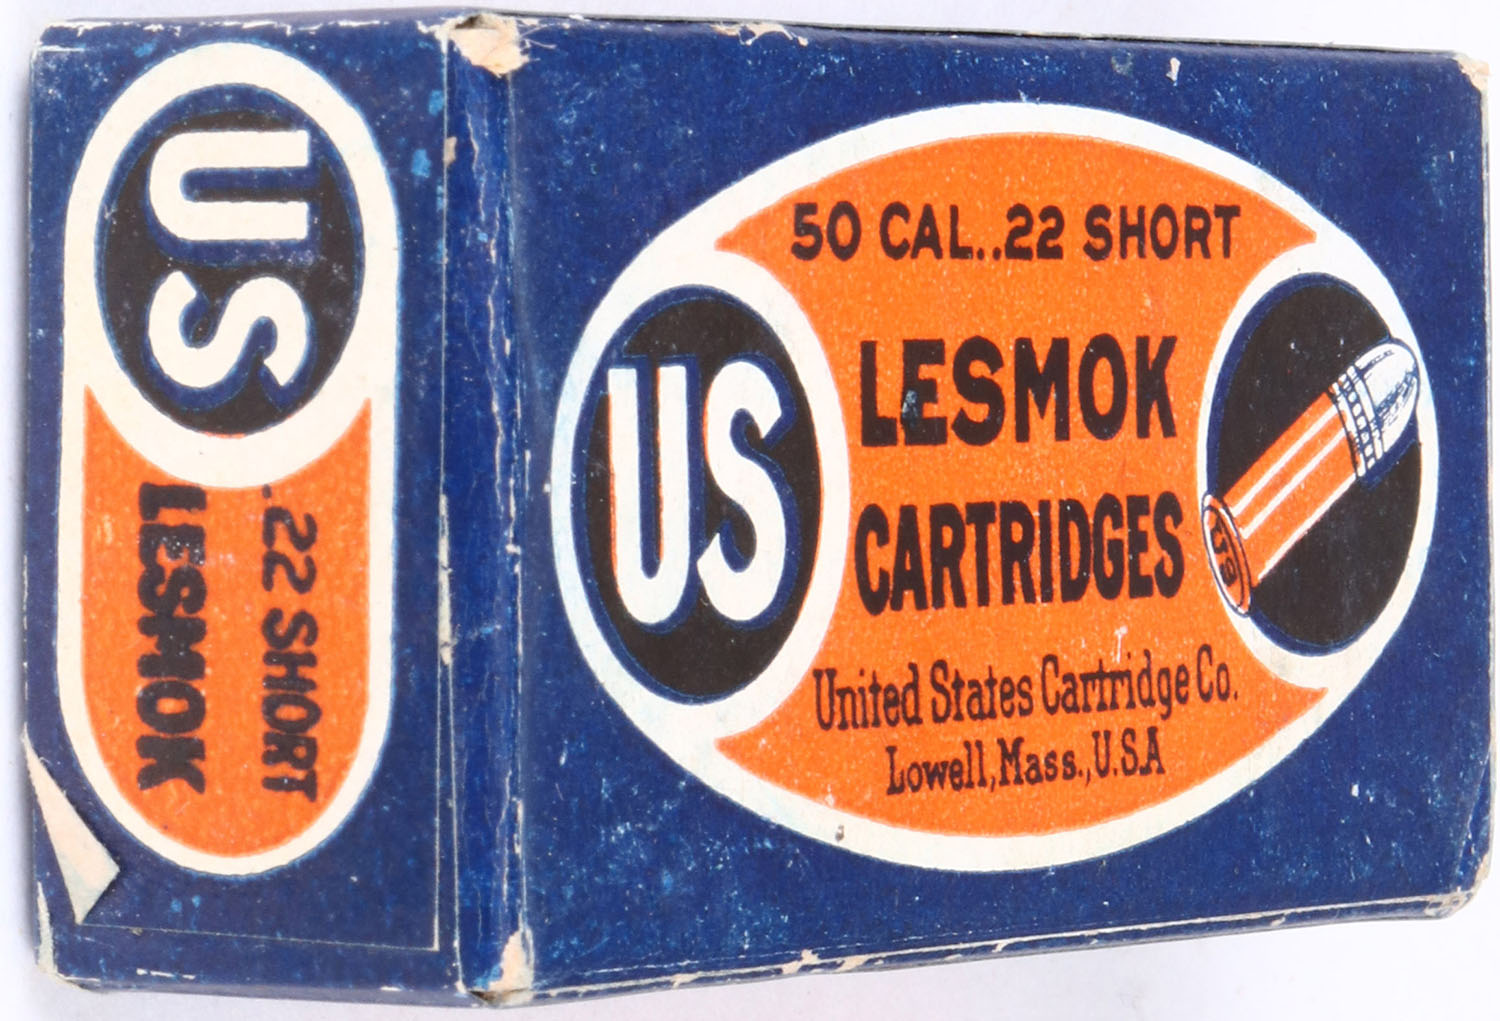 US
.22 SHORT
LESMOK
50 CAL..22 SHORT
US
LESMOK
CARTRIDGES
United States Cartridge Co.
Lowell, Mass., U.S.A